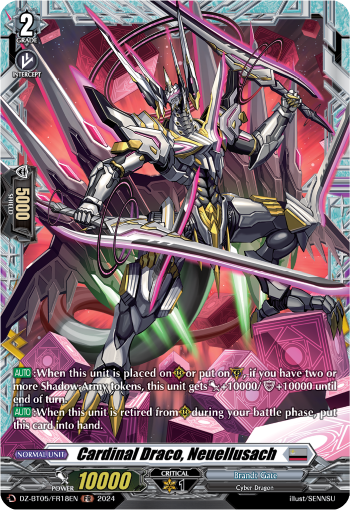 2
GRADE
INTERCEPT
5000
SHIELD
AUTO:When this unit is placed on R or put on G, if you have two or
more Shadow Army tokens, this unit gets +10000/ +10000 until
end of turn.
AUTO:When this unit is retired from R during your battle phase, put
this card into hand.
NORMAL UNIT
Cardinal Draco, Neuellusach
POWER
10000
CRITICAL
1
Brandt Gate
Cyber Dragon
DZ-BT05/FR18EN FR 2024
illust/SENNSU